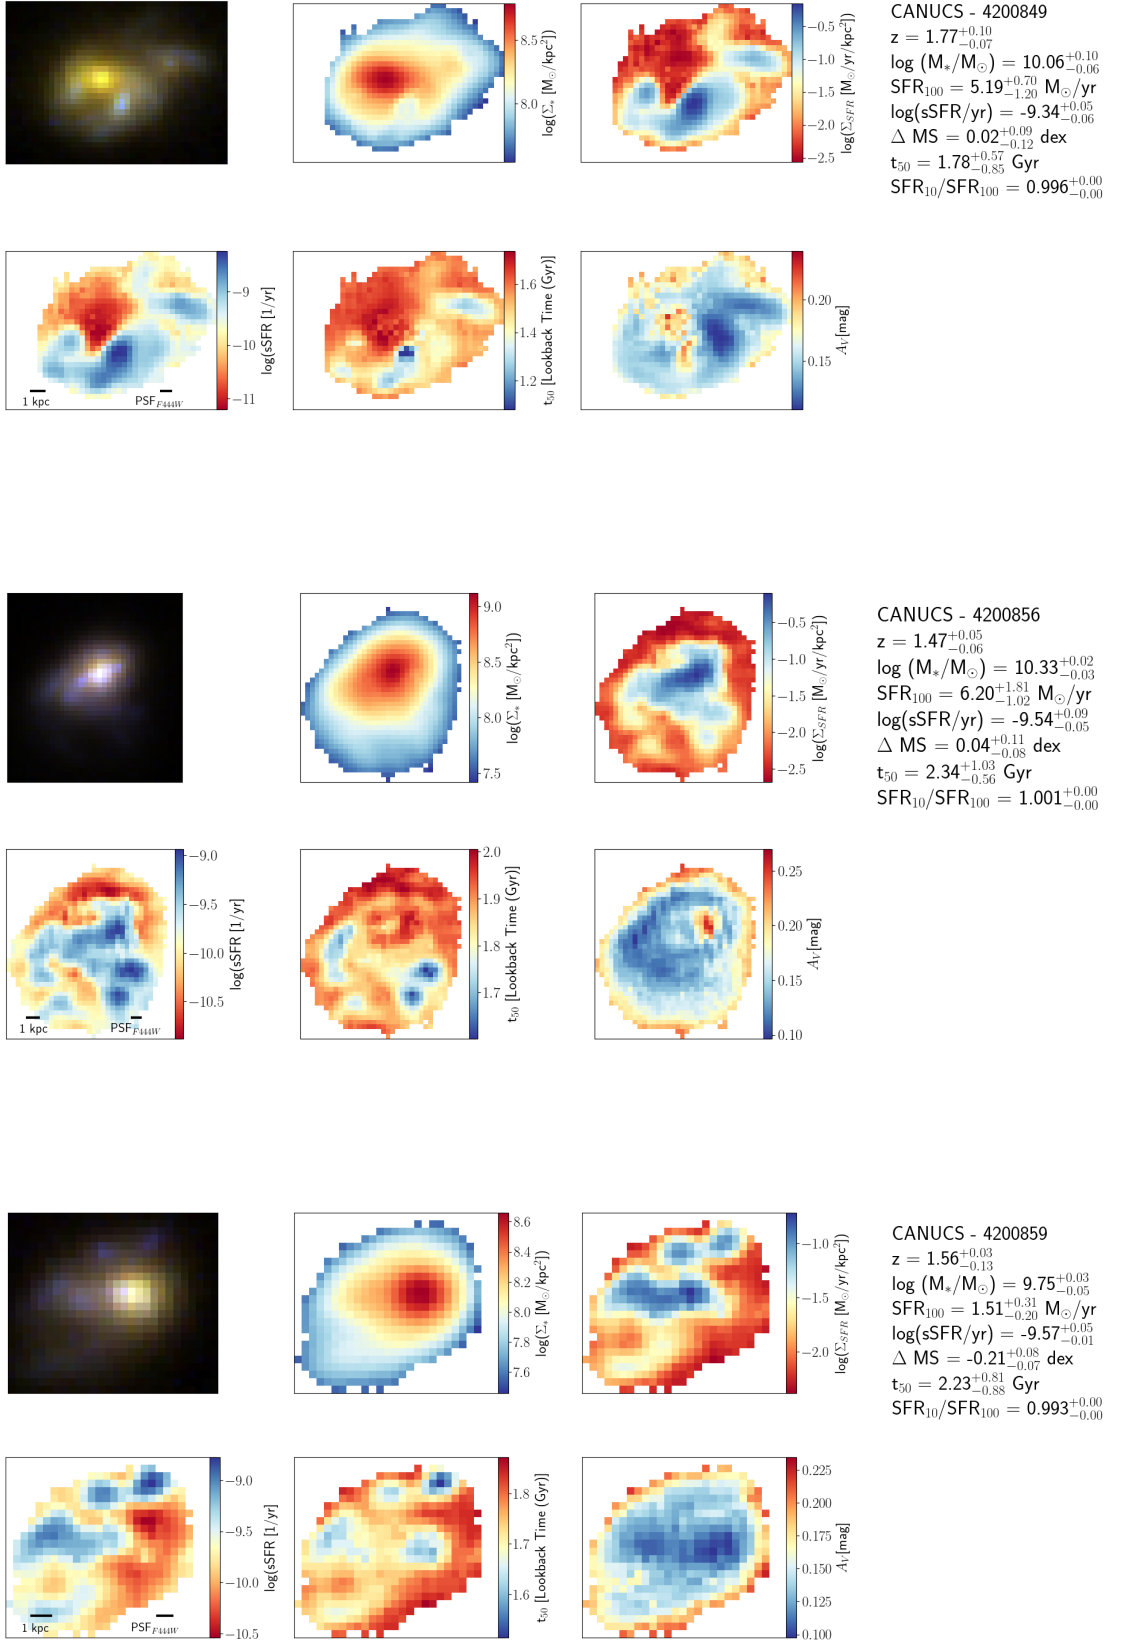 8.5
8.0
log(Σ* [M⊙/kpc²])
−0.5
−1.0
−1.5
−2.0
−2.5
log(Σ_SFR [M⊙/yr/kpc²])
CANUCS - 4200849
z = 1.77^{+0.10}_{−0.07}
log (M*/M⊙) = 10.06^{+0.10}_{−0.06}
SFR₁₀₀ = 5.19^{+0.70}_{−1.20} M⊙/yr
log(sSFR/yr) = -9.34^{+0.05}_{−0.06}
Δ MS = 0.02^{+0.09}_{−0.12} dex
t₅₀ = 1.78^{+0.57}_{−0.85} Gyr
SFR₁₀/SFR₁₀₀ = 0.996^{+0.00}_{−0.00}
−9
−10
−11
log(sSFR [1/yr]
1 kpc
PSF_F444W
1.6
1.4
1.2
t₅₀ [Lookback Time (Gyr)]
0.20
0.15
A_V[mag]
9.0
8.5
8.0
7.5
log(Σ* [M⊙/kpc²])
−0.5
−1.0
−1.5
−2.0
−2.5
log(Σ_SFR [M⊙/yr/kpc²])
CANUCS - 4200856
z = 1.47^{+0.05}_{−0.06}
log (M*/M⊙) = 10.33^{+0.02}_{−0.03}
SFR₁₀₀ = 6.20^{+1.81}_{−1.02} M⊙/yr
log(sSFR/yr) = -9.54^{+0.09}_{−0.05}
Δ MS = 0.04^{+0.11}_{−0.08} dex
t₅₀ = 2.34^{+1.03}_{−0.56} Gyr
SFR₁₀/SFR₁₀₀ = 1.001^{+0.00}_{−0.00}
−9.0
−9.5
−10.0
−10.5
log(sSFR [1/yr]
1 kpc
PSF_F444W
2.0
1.9
1.8
1.7
t₅₀ [Lookback Time (Gyr)]
0.25
0.20
0.15
0.10
A_V[mag]
8.6
8.4
8.2
8.0
7.8
7.6
log(Σ* [M⊙/kpc²])
−1.0
−1.5
−2.0
log(Σ_SFR [M⊙/yr/kpc²])
CANUCS - 4200859
z = 1.56^{+0.03}_{−0.13}
log (M*/M⊙) = 9.75^{+0.03}_{−0.05}
SFR₁₀₀ = 1.51^{+0.31}_{−0.20} M⊙/yr
log(sSFR/yr) = -9.57^{+0.05}_{−0.01}
Δ MS = -0.21^{+0.08}_{−0.07} dex
t₅₀ = 2.23^{+0.81}_{−0.88} Gyr
SFR₁₀/SFR₁₀₀ = 0.993^{+0.00}_{−0.00}
−9.0
−9.5
−10.0
−10.5
log(sSFR [1/yr]
1 kpc
PSF_F444W
1.8
1.7
1.6
t₅₀ [Lookback Time (Gyr)]
0.225
0.200
0.175
0.150
0.125
0.100
A_V[mag]